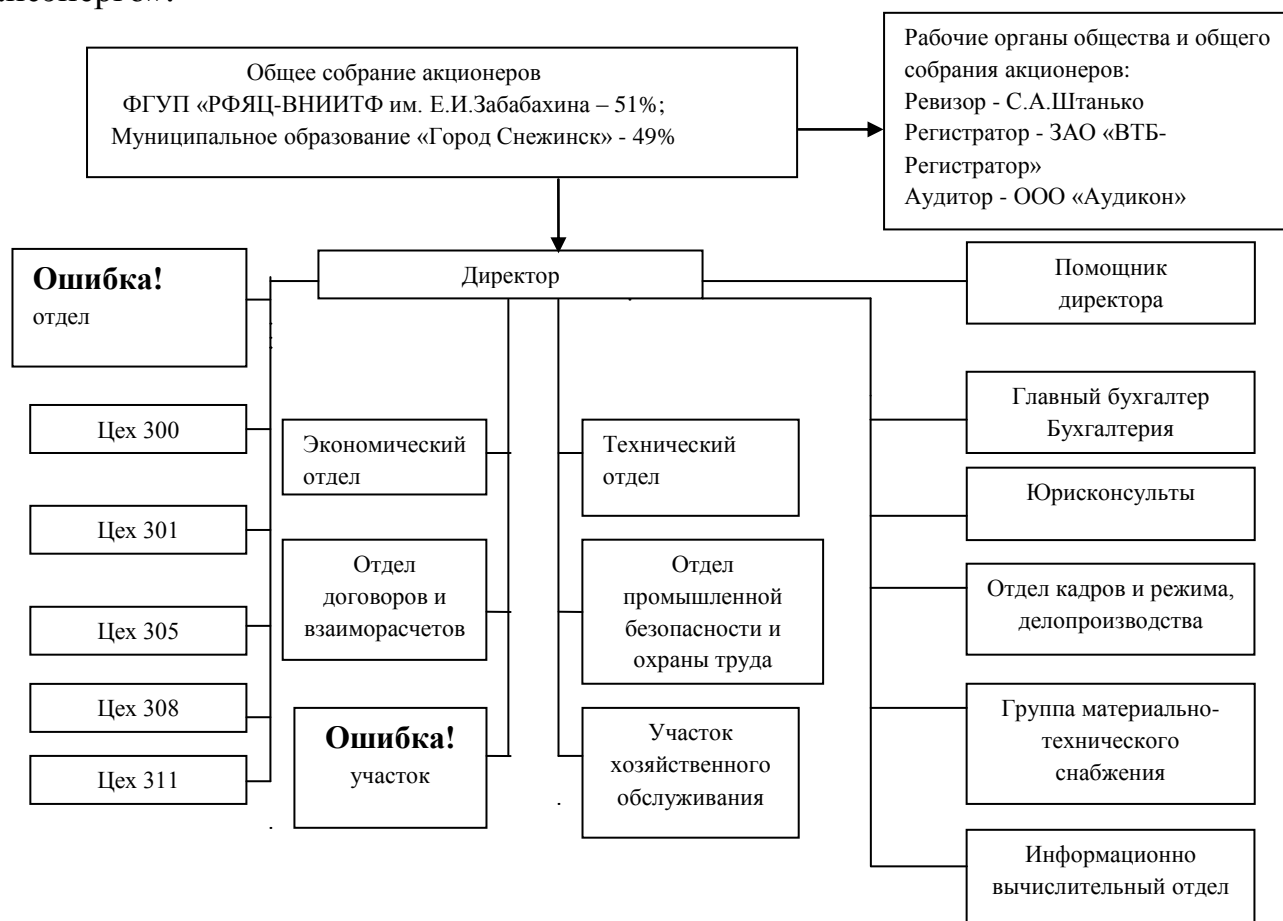 Общее собрание акционеров
ФГУП «РФЯЦ-ВНИИТФ им. Е.И.Забабахина – 51%;
Муниципальное образование «Город Снежинск» - 49%
Рабочие органы общества и общего
собрания акционеров:
Ревизор - С.А.Штанько
Регистратор - ЗАО «ВТБ-
Регистратор»
Аудитор - ООО «Аудикон»
Директор
Помощник
директора
Ошибка!
отдел
Цех 300
Цех 301
Цех 305
Цех 308
Цех 311
Экономический
отдел
Отдел
договоров и
взаиморасчетов
Ошибка!
участок
Технический
отдел
Отдел
промышленной
безопасности и
охраны труда
Участок
хозяйственного
обслуживания
Главный бухгалтер
Бухгалтерия
Юрисконсульты
Отдел кадров и режима,
делопроизводства
Группа материально-
технического
снабжения
Информационно
вычислительный отдел